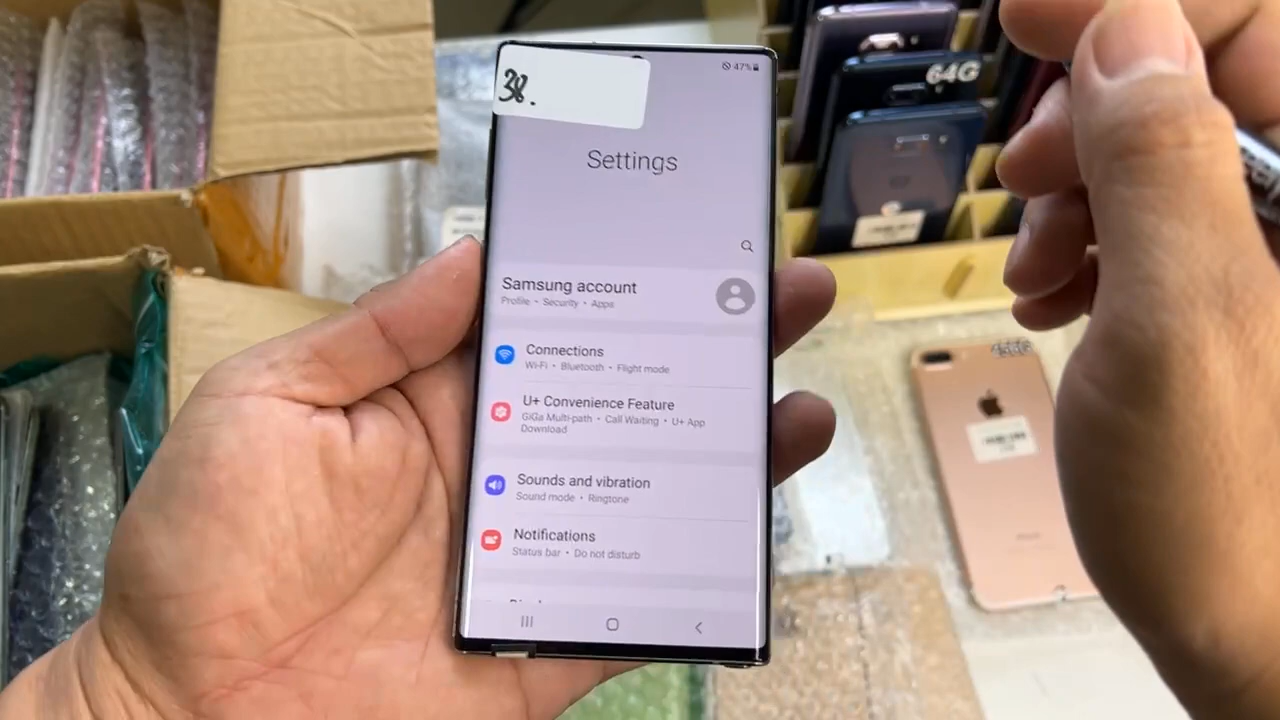 38.
47%
64G
Settings
Samsung account
Profile • Security • Apps
Connections
Wi-Fi • Bluetooth • Flight mode
U+ Convenience Feature
GiGa Multi-path • Call Waiting • U+ App
Download
Sounds and vibration
Sound mode • Ringtone
Notifications
Status bar • Do not disturb